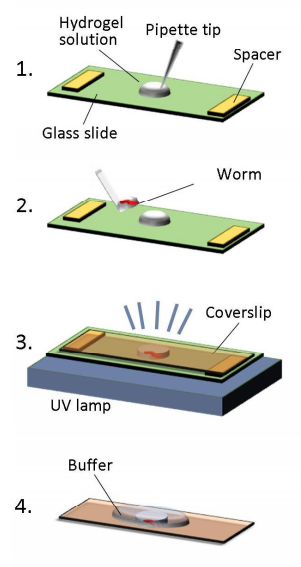 Hydrogel
solution
Pipette tip
Spacer
1.
Glass slide
Worm
2.
Coverslip
3.
UV lamp
Buffer
4.